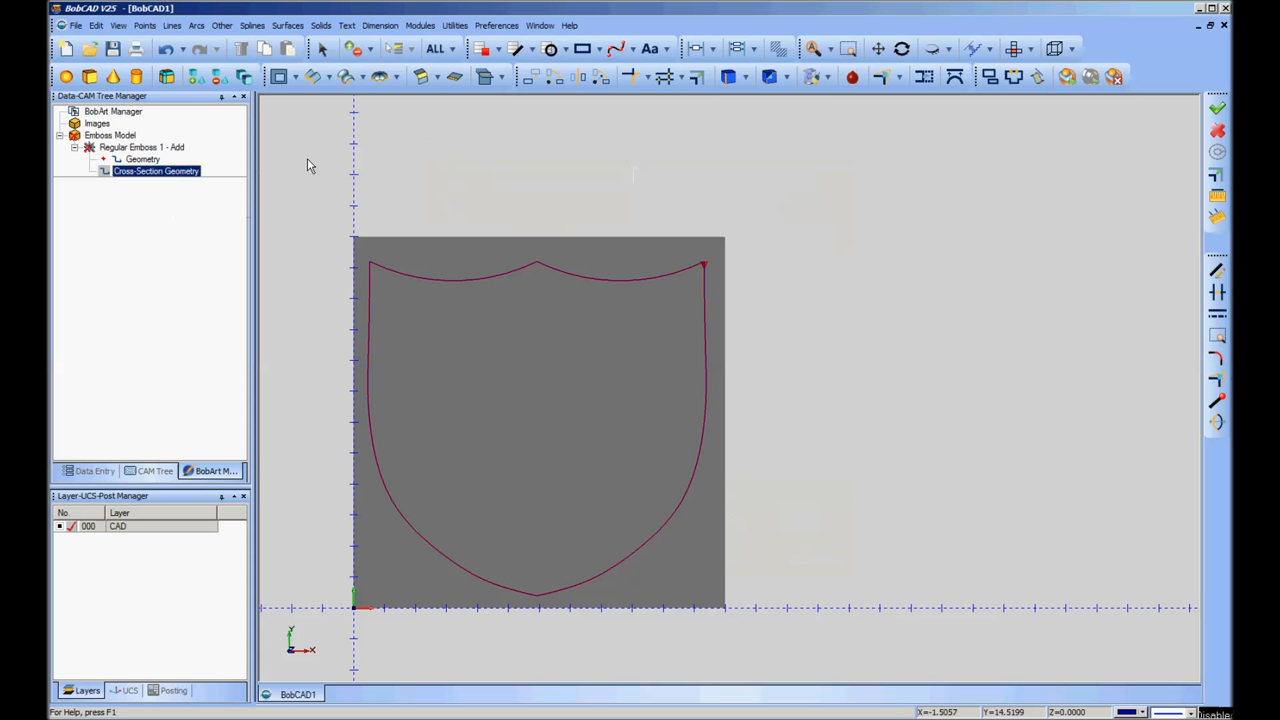 BobCAD V25 - [BobCAD1]
File Edit View Points Lines Arcs Other Splines Surfaces Solids Text Dimension Modules Utilities Preferences Window Help
ALL Aa
Data-CAM Tree Manager
BobArt Manager
Images
Emboss Model
Regular Emboss 1 - Add
Geometry
Cross-Section Geometry
Data Entry CAM Tree BobArt M...
Layer-UCS-Post Manager
No. Layer
000 CAD
Y
X
Layers UCS Posting
BobCAD1
For Help, press F1
X=-1.5057 Y=14.5199 Z=0.0000
Disable